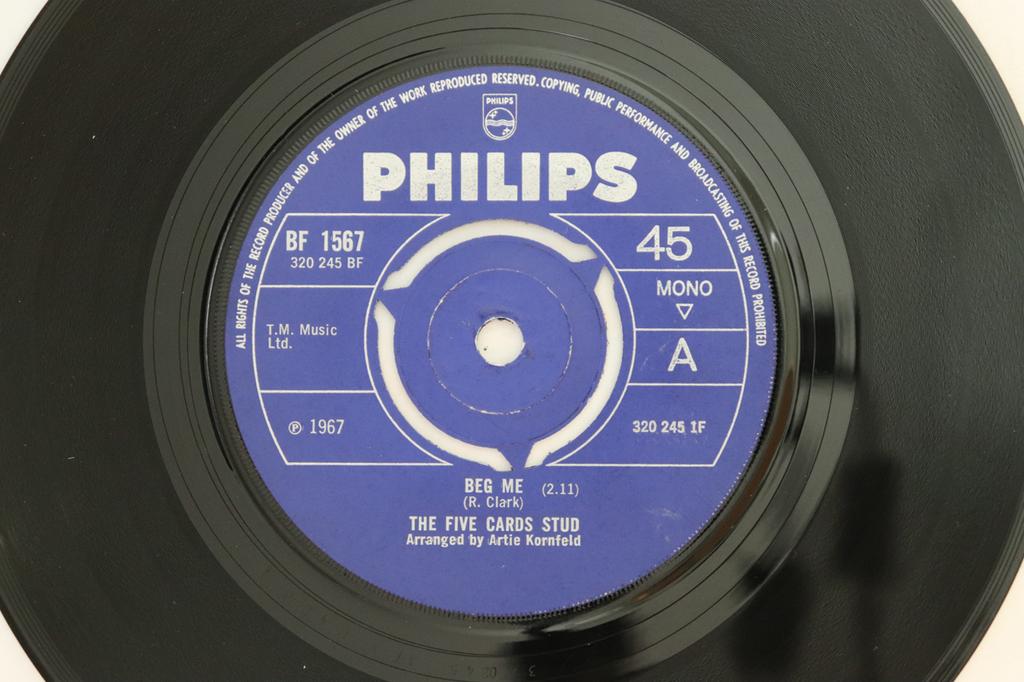 ALL RIGHTS OF THE RECORD PRODUCER AND OF THE OWNER OF THE WORK REPRODUCED RESERVED. COPYING, PUBLIC PERFORMANCE AND BROADCASTING OF THIS RECORD PROHIBITED
PHILIPS
PHILIPS
BF 1567
320 245 BF
45
MONO
T.M. Music
Ltd.
A
℗ 1967
320 245 1F
BEG ME (2.11)
(R. Clark)
THE FIVE CARDS STUD
Arranged by Artie Kornfeld